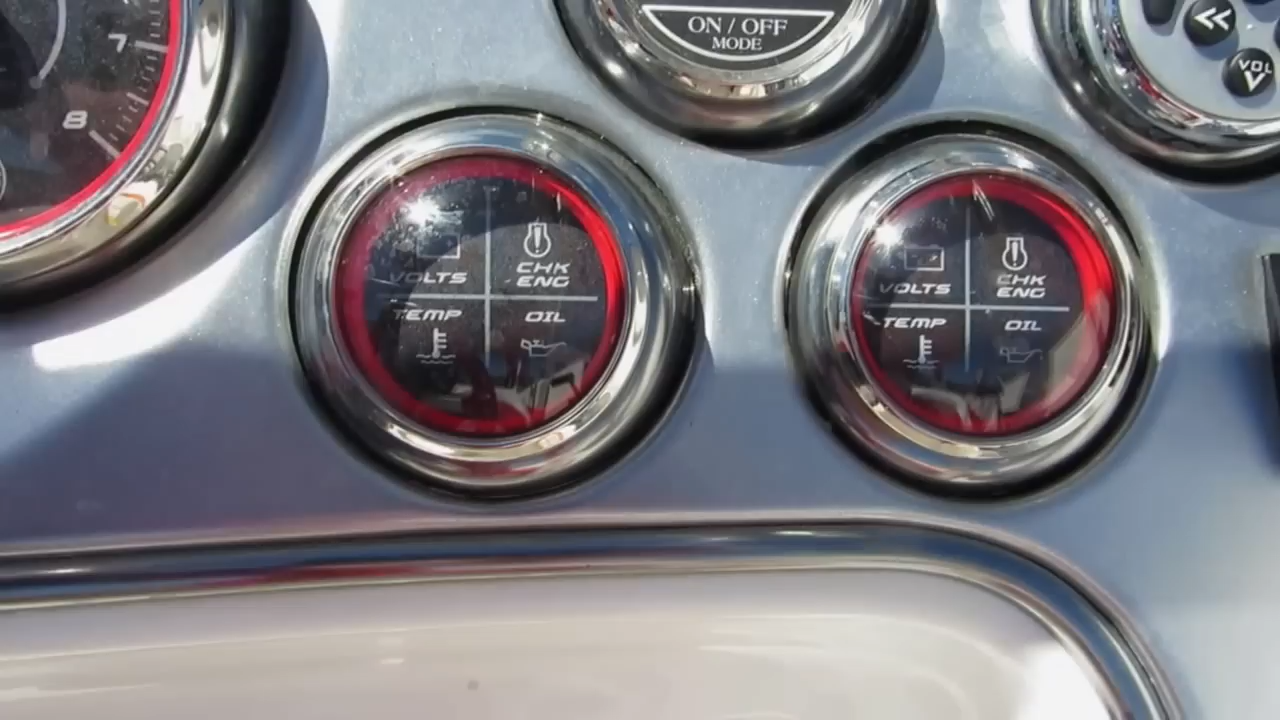 7
8
ON / OFF
MODE
VOL
VOLTS
CHK
ENG
TEMP
OIL
VOLTS
CHK
ENG
TEMP
OIL